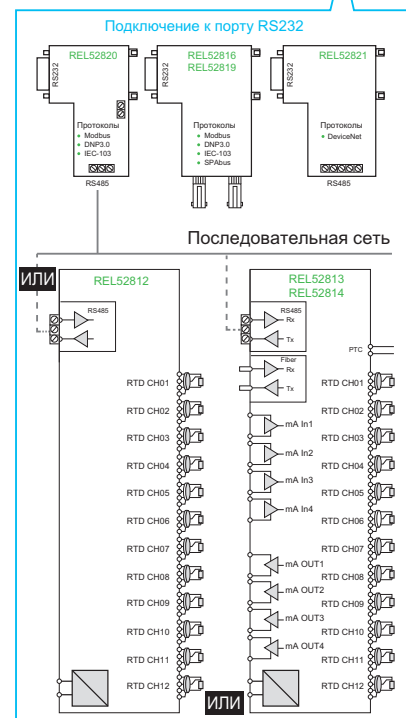 Подключение к порту RS232
REL52820
RS232
Протоколы
• Modbus
• DNP3.0
• IEC-103
RS485
REL52816
REL52819
RS232
Протоколы
• Modbus
• DNP3.0
• IEC-103
• SPAbus
REL52821
RS232
Протоколы
• DeviceNet
RS485
Последовательная сеть
ИЛИ
REL52812
RS485
RTD CH01
RTD CH02
RTD CH03
RTD CH04
RTD CH05
RTD CH06
RTD CH07
RTD CH08
RTD CH09
RTD CH10
RTD CH11
RTD CH12
ИЛИ
REL52813
REL52814
RS485
Rx
Tx
Fiber
Rx
Tx
mA In1
mA In2
mA In3
mA In4
mA OUT1
mA OUT2
mA OUT3
mA OUT4
PTC
RTD CH01
RTD CH02
RTD CH03
RTD CH04
RTD CH05
RTD CH06
RTD CH07
RTD CH08
RTD CH09
RTD CH10
RTD CH11
RTD CH12